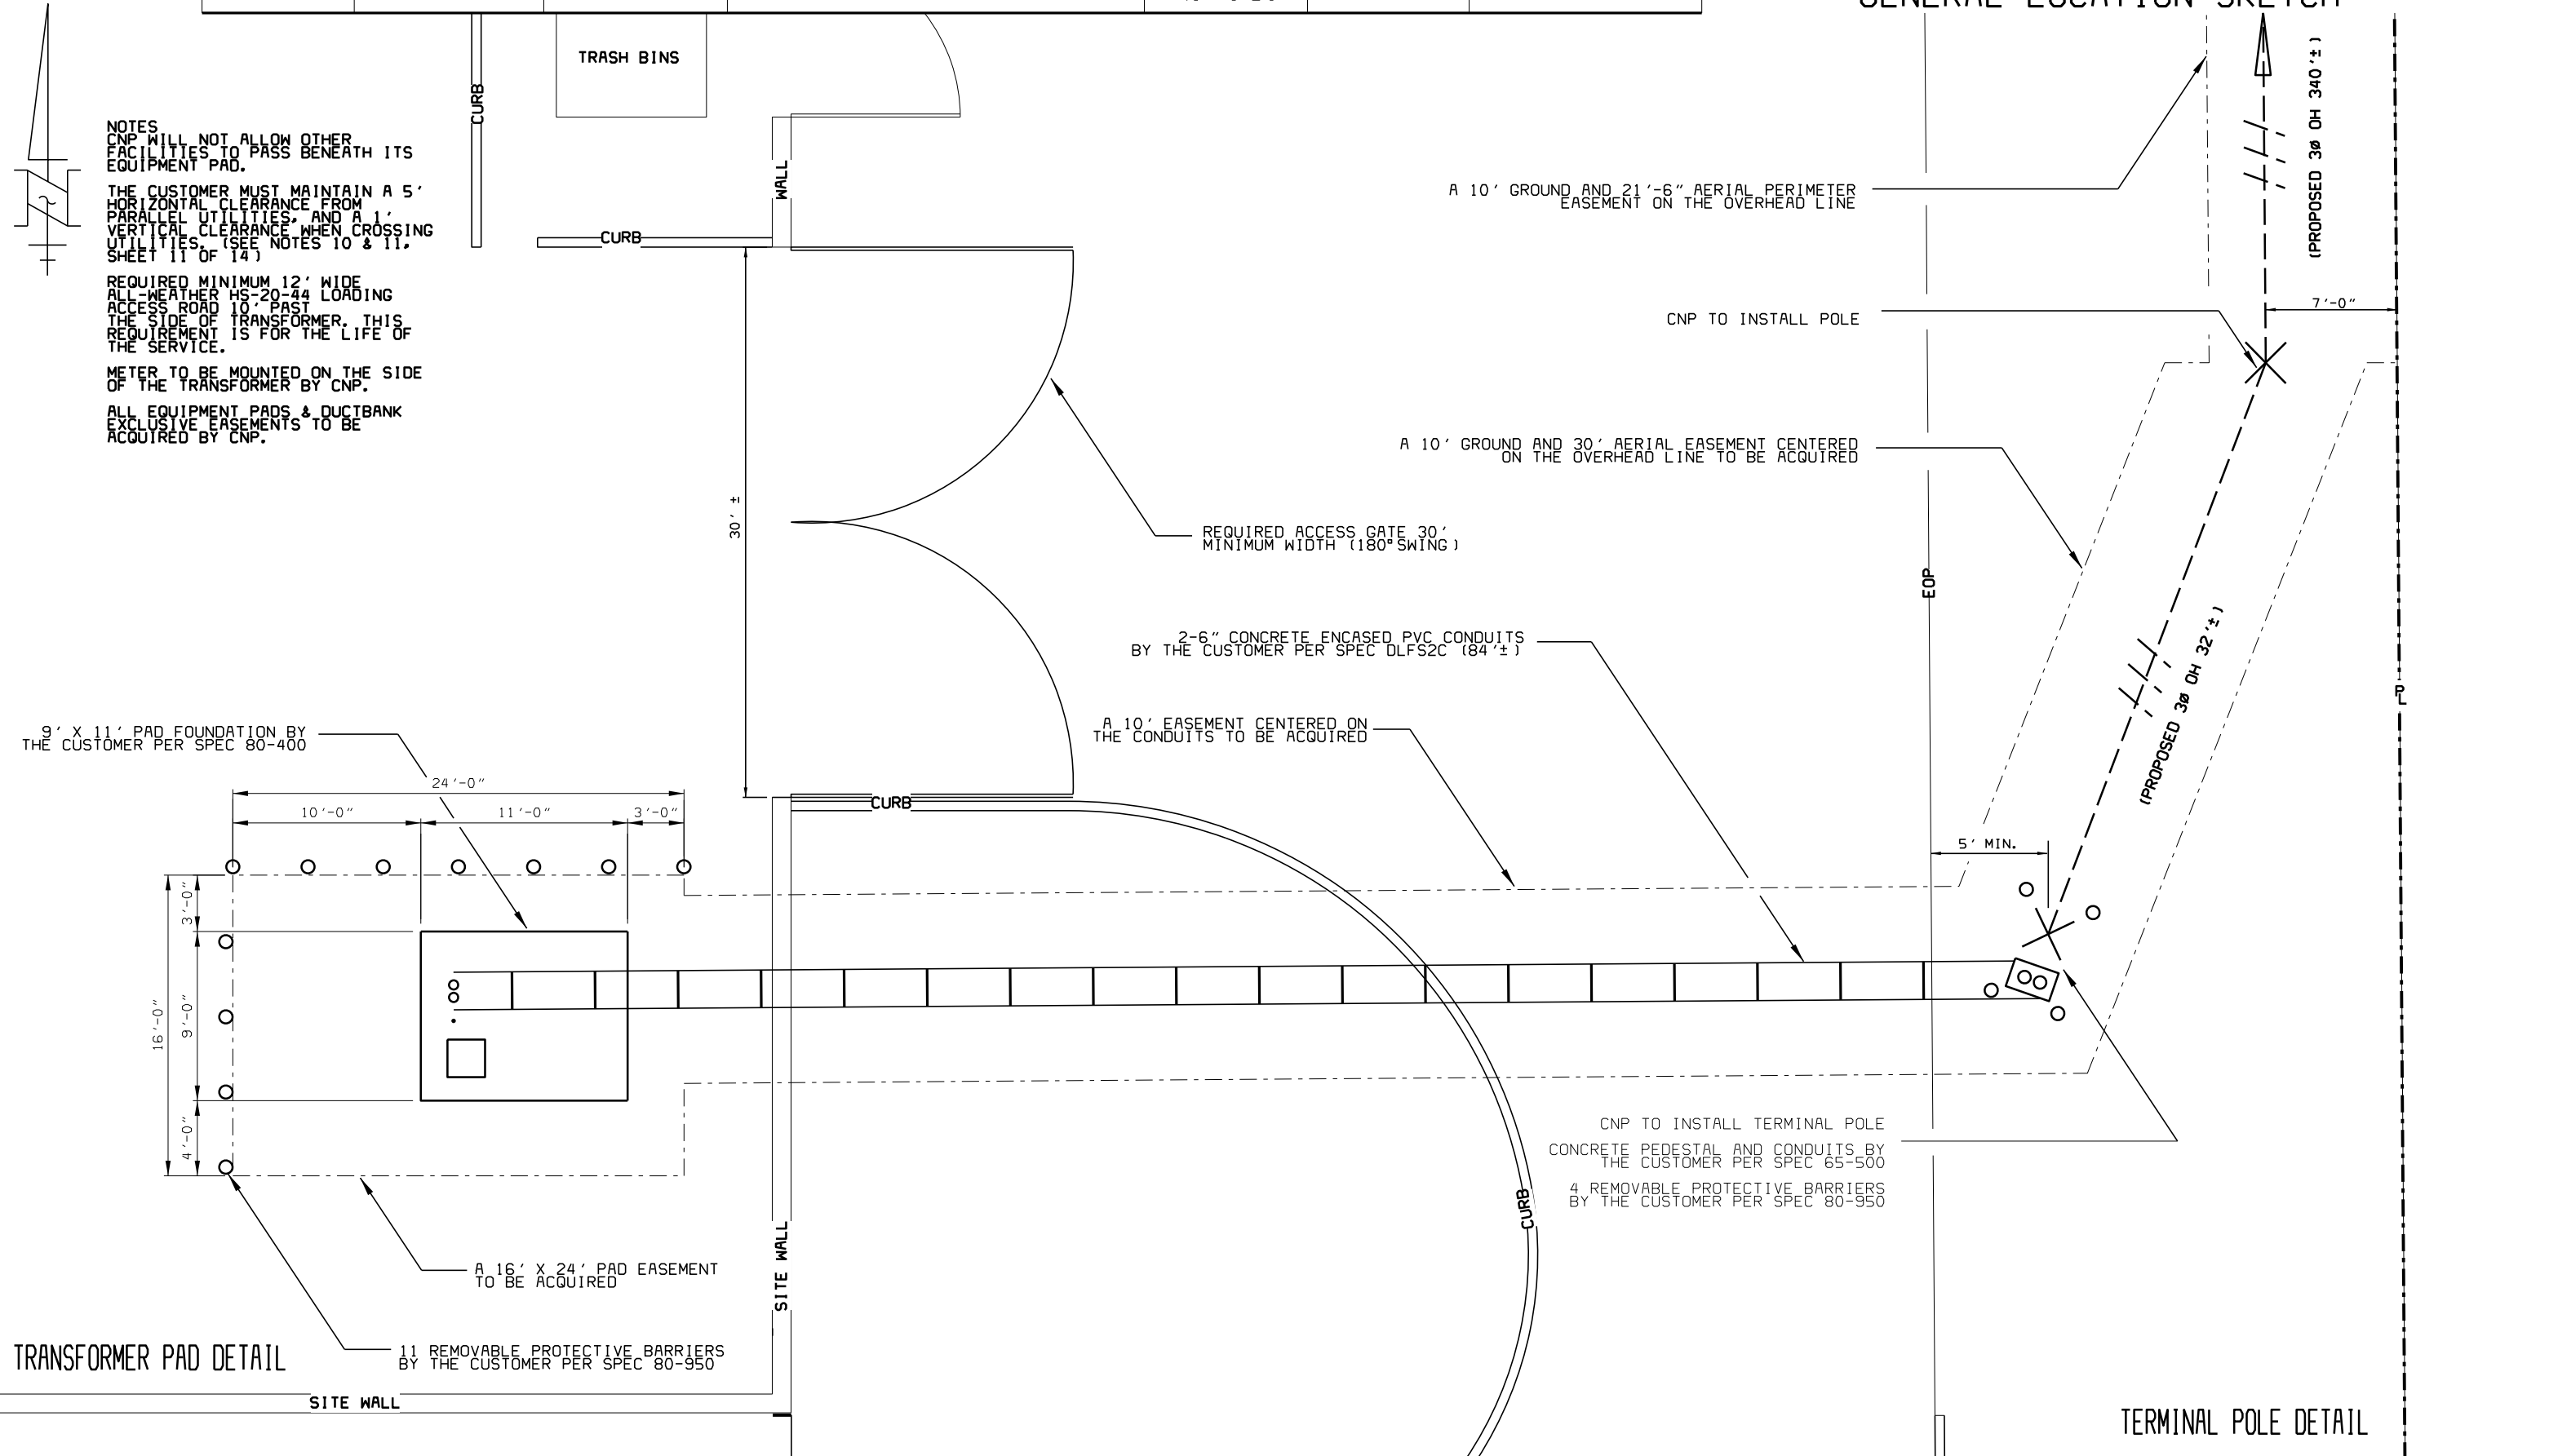 GENERAL LOCATION SKETCH
TRASH BINS
CURB
NOTES
CNP WILL NOT ALLOW OTHER
FACILITIES TO PASS BENEATH ITS
EQUIPMENT PAD.
THE CUSTOMER MUST MAINTAIN A 5'
HORIZONTAL CLEARANCE FROM
PARALLEL UTILITIES, AND A 1'
VERTICAL CLEARANCE WHEN CROSSING
UTILITIES. (SEE NOTES 10 & 11,
SHEET 11 OF 14)
REQUIRED MINIMUM 12' WIDE
ALL-WEATHER HS-20-44 LOADING
ACCESS ROAD 10' PAST
THE SIDE OF TRANSFORMER. THIS
REQUIREMENT IS FOR THE LIFE OF
THE SERVICE.
METER TO BE MOUNTED ON THE SIDE
OF THE TRANSFORMER BY CNP.
ALL EQUIPMENT PADS & DUCTBANK
EXCLUSIVE EASEMENTS TO BE
ACQUIRED BY CNP.
WALL
CURB
(PROPOSED 3Ø OH 340'±)
A 10' GROUND AND 21'-6" AERIAL PERIMETER
EASEMENT ON THE OVERHEAD LINE
7'-0"
CNP TO INSTALL POLE
A 10' GROUND AND 30' AERIAL EASEMENT CENTERED
ON THE OVERHEAD LINE TO BE ACQUIRED
30' ±
REQUIRED ACCESS GATE 30'
MINIMUM WIDTH (180° SWING)
EOP
2-6" CONCRETE ENCASED PVC CONDUITS
BY THE CUSTOMER PER SPEC DLFS2C (84'±)
(PROPOSED 3Ø OH 32'±)
PL
A 10' EASEMENT CENTERED ON
THE CONDUITS TO BE ACQUIRED
9' X 11' PAD FOUNDATION BY
THE CUSTOMER PER SPEC 80-400
24'-0"
10'-0"
11'-0"
3'-0"
CURB
5' MIN.
3'-0"
9'-0"
16'-0"
4'-0"
CNP TO INSTALL TERMINAL POLE
CONCRETE PEDESTAL AND CONDUITS BY
THE CUSTOMER PER SPEC 65-500
4 REMOVABLE PROTECTIVE BARRIERS
BY THE CUSTOMER PER SPEC 80-950
CURB
SITE WALL
A 16' X 24' PAD EASEMENT
TO BE ACQUIRED
11 REMOVABLE PROTECTIVE BARRIERS
BY THE CUSTOMER PER SPEC 80-950
TRANSFORMER PAD DETAIL
SITE WALL
TERMINAL POLE DETAIL